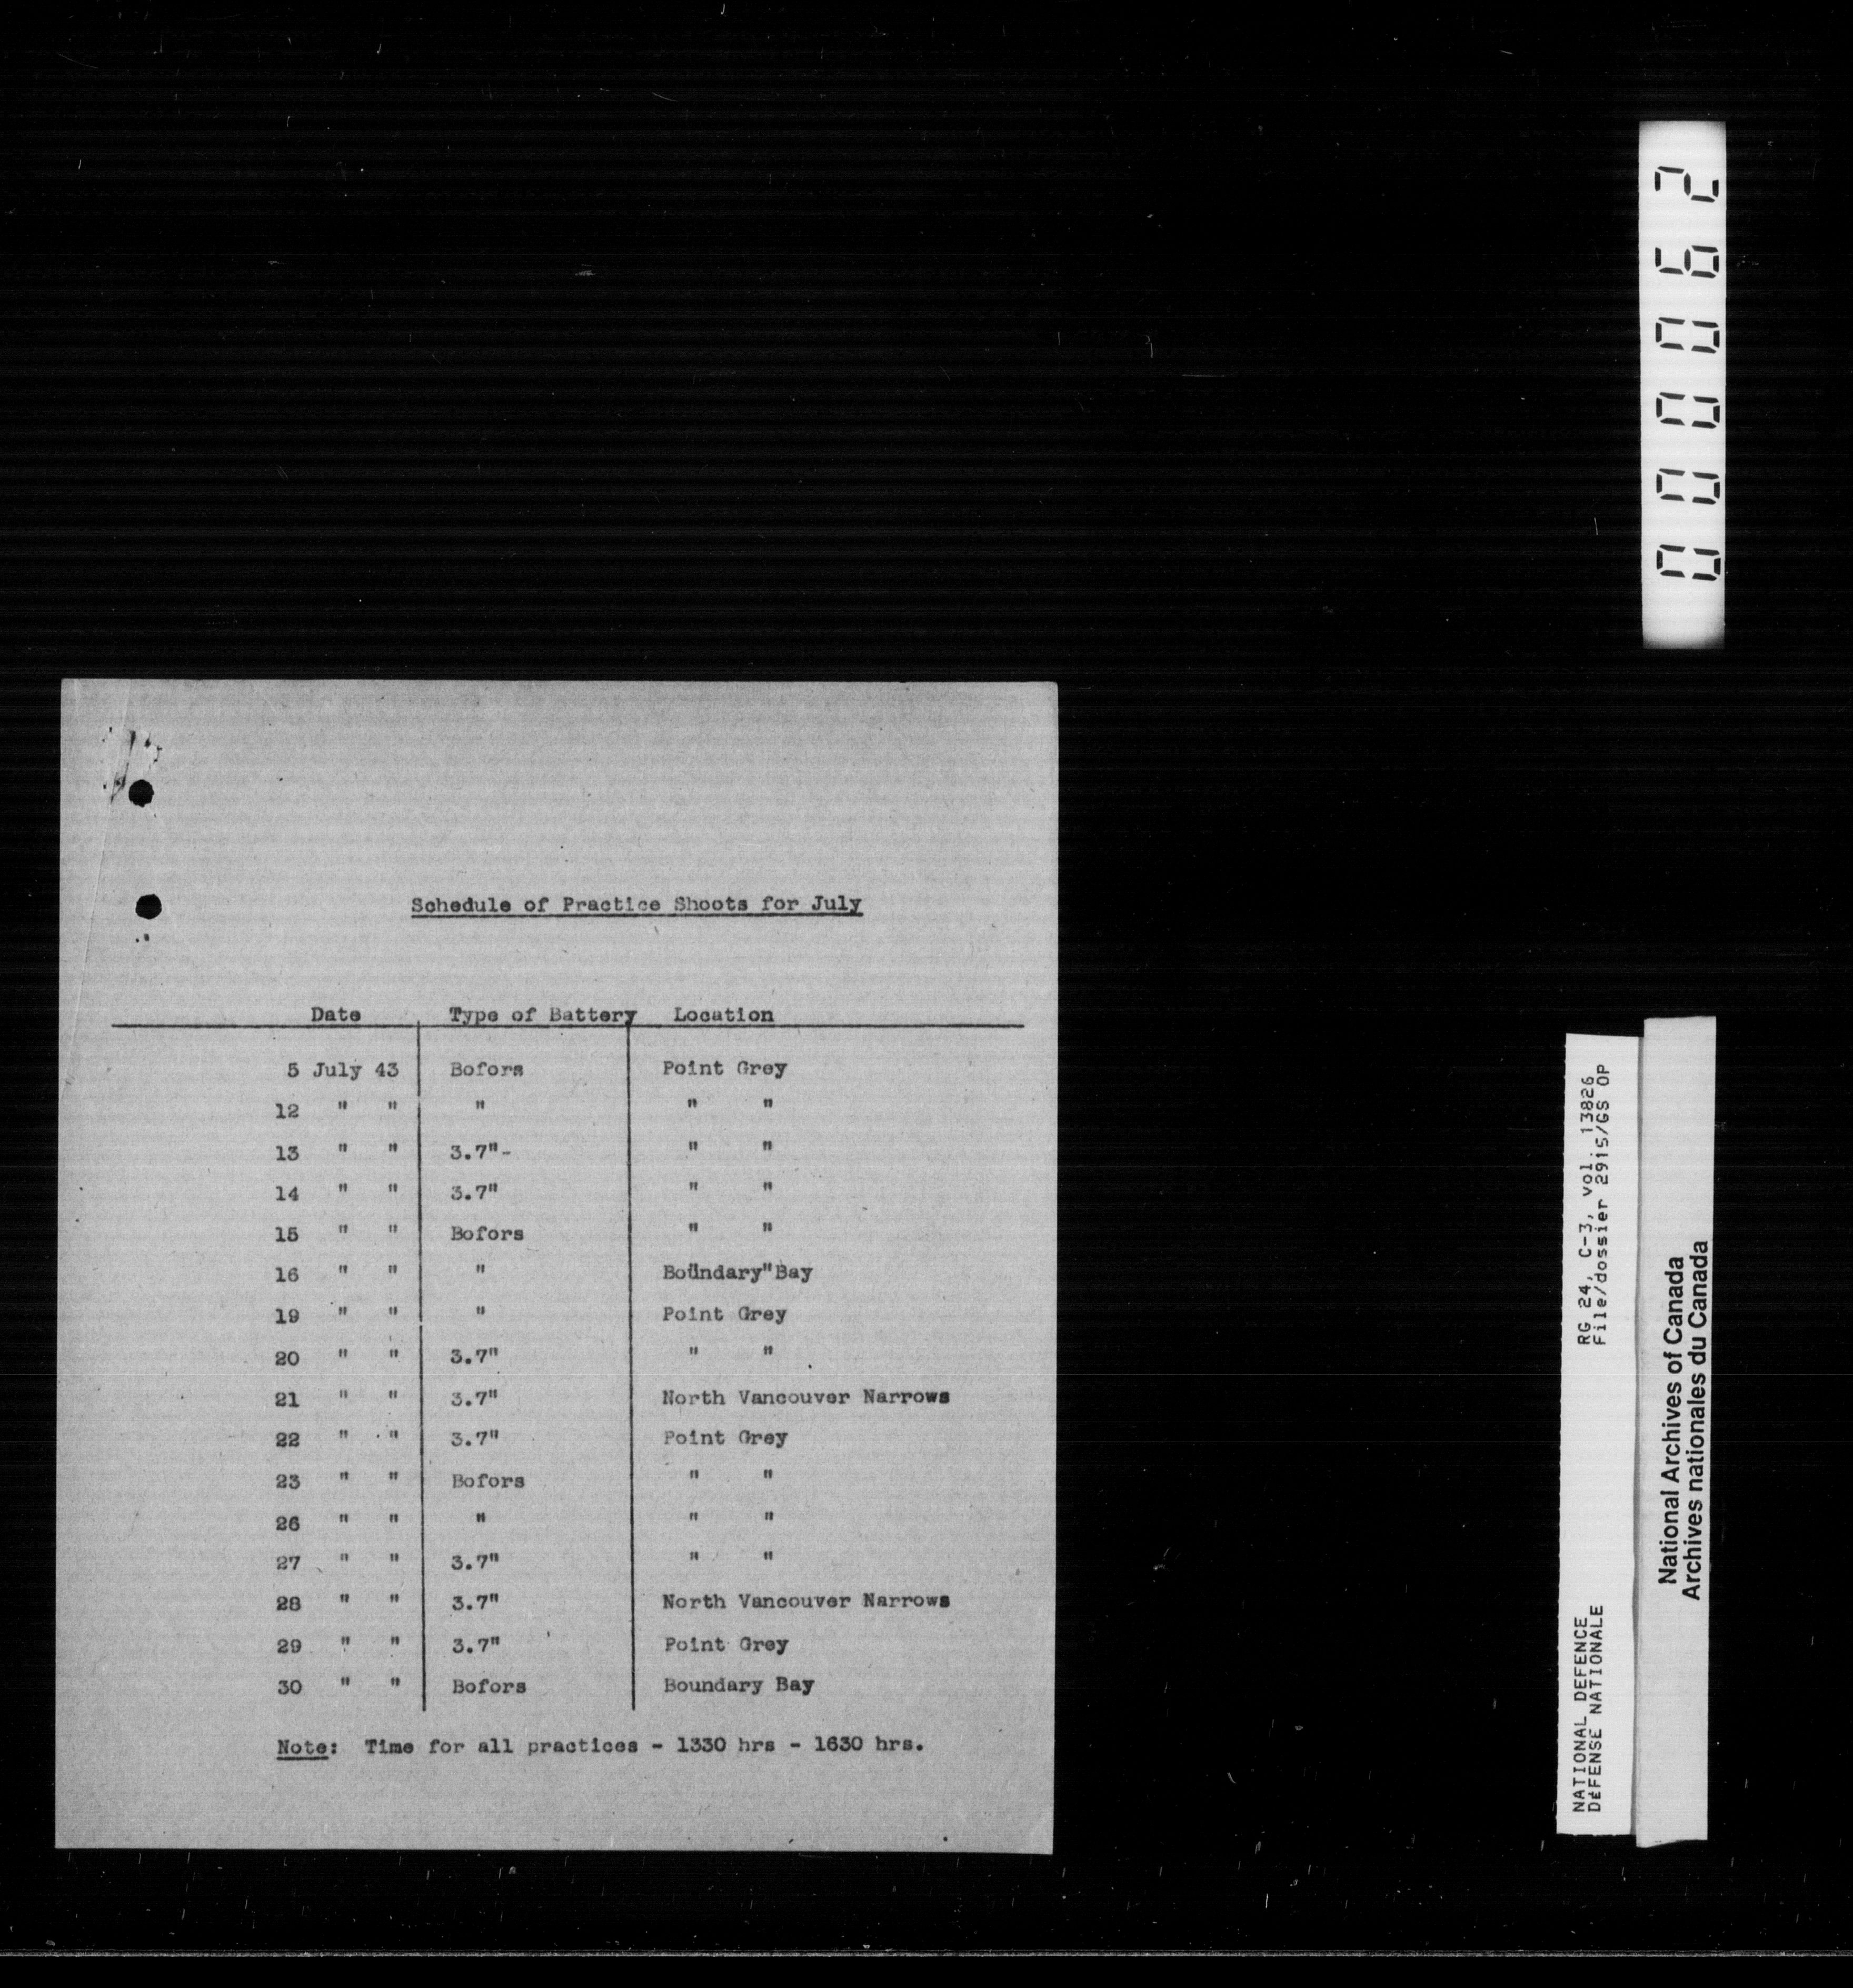 Schedule of Practice Shoots for July
Date Type of Battery Location
5 July 43 Bofors Point Grey
12 " " " " "
13 " " 3.7"- " "
14 " " 3.7" " "
15 " " Bofors " "
16 " " " Boundary" Bay
19 " " " Point Grey
20 " " 3.7" " "
21 " " 3.7" North Vancouver Narrows
22 " " 3.7" Point Grey
23 " " Bofors " "
26 " " " " "
27 " " 3.7" " "
28 " " 3.7" North Vancouver Narrows
29 " " 3.7" Point Grey
30 " " Bofors Boundary Bay
Note: Time for all practices - 1330 hrs - 1630 hrs.
000062
NATIONAL DEFENCE RG 24, C-3, vol. 13826
DÉFENSE NATIONALE File/dossier 2915/GS OP
National Archives of Canada
Archives nationales du Canada